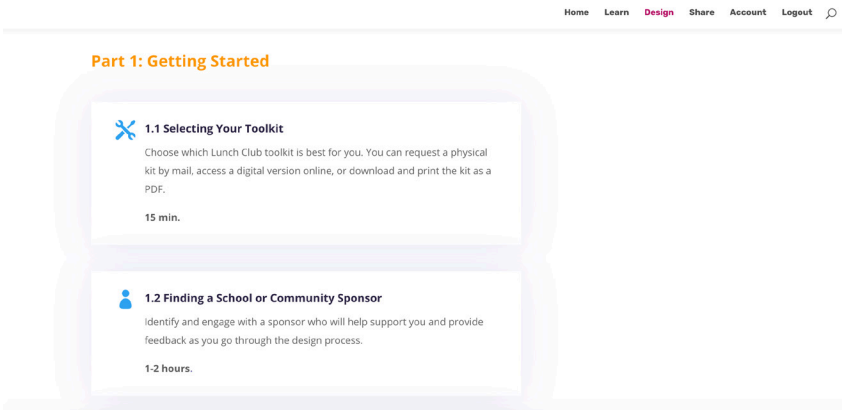 Home Learn Design Share Account Logout
Part 1: Getting Started
1.1 Selecting Your Toolkit
Choose which Lunch Club toolkit is best for you. You can request a physical
kit by mail, access a digital version online, or download and print the kit as a
PDF.
15 min.
1.2 Finding a School or Community Sponsor
Identify and engage with a sponsor who will help support you and provide
feedback as you go through the design process.
1-2 hours.